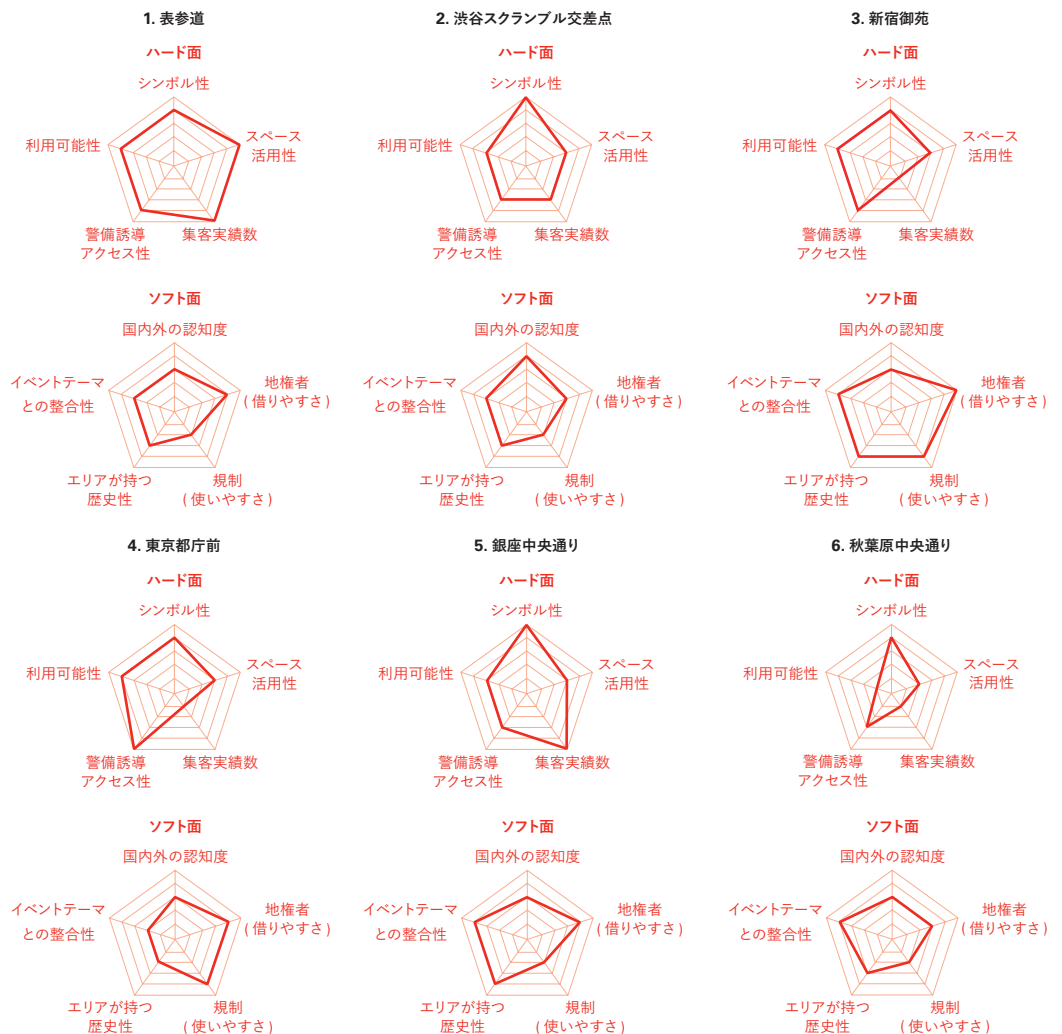 1. 表参道
ハード面
シンボル性
スペース
活用性
集客実績数
警備誘導
アクセス性
利用可能性
ソフト面
国内外の認知度
地権者
(借りやすさ)
規制
(使いやすさ)
エリアが持つ
歴史性
イベントテーマ
との整合性
2. 渋谷スクランブル交差点
ハード面
シンボル性
スペース
活用性
集客実績数
警備誘導
アクセス性
利用可能性
ソフト面
国内外の認知度
地権者
(借りやすさ)
規制
(使いやすさ)
エリアが持つ
歴史性
イベントテーマ
との整合性
3. 新宿御苑
ハード面
シンボル性
スペース
活用性
集客実績数
警備誘導
アクセス性
利用可能性
ソフト面
国内外の認知度
地権者
(借りやすさ)
規制
(使いやすさ)
エリアが持つ
歴史性
イベントテーマ
との整合性
4. 東京都庁前
ハード面
シンボル性
スペース
活用性
集客実績数
警備誘導
アクセス性
利用可能性
ソフト面
国内外の認知度
地権者
(借りやすさ)
規制
(使いやすさ)
エリアが持つ
歴史性
イベントテーマ
との整合性
5. 銀座中央通り
ハード面
シンボル性
スペース
活用性
集客実績数
警備誘導
アクセス性
利用可能性
ソフト面
国内外の認知度
地権者
(借りやすさ)
規制
(使いやすさ)
エリアが持つ
歴史性
イベントテーマ
との整合性
6. 秋葉原中央通り
ハード面
シンボル性
スペース
活用性
集客実績数
警備誘導
アクセス性
利用可能性
ソフト面
国内外の認知度
地権者
(借りやすさ)
規制
(使いやすさ)
エリアが持つ
歴史性
イベントテーマ
との整合性